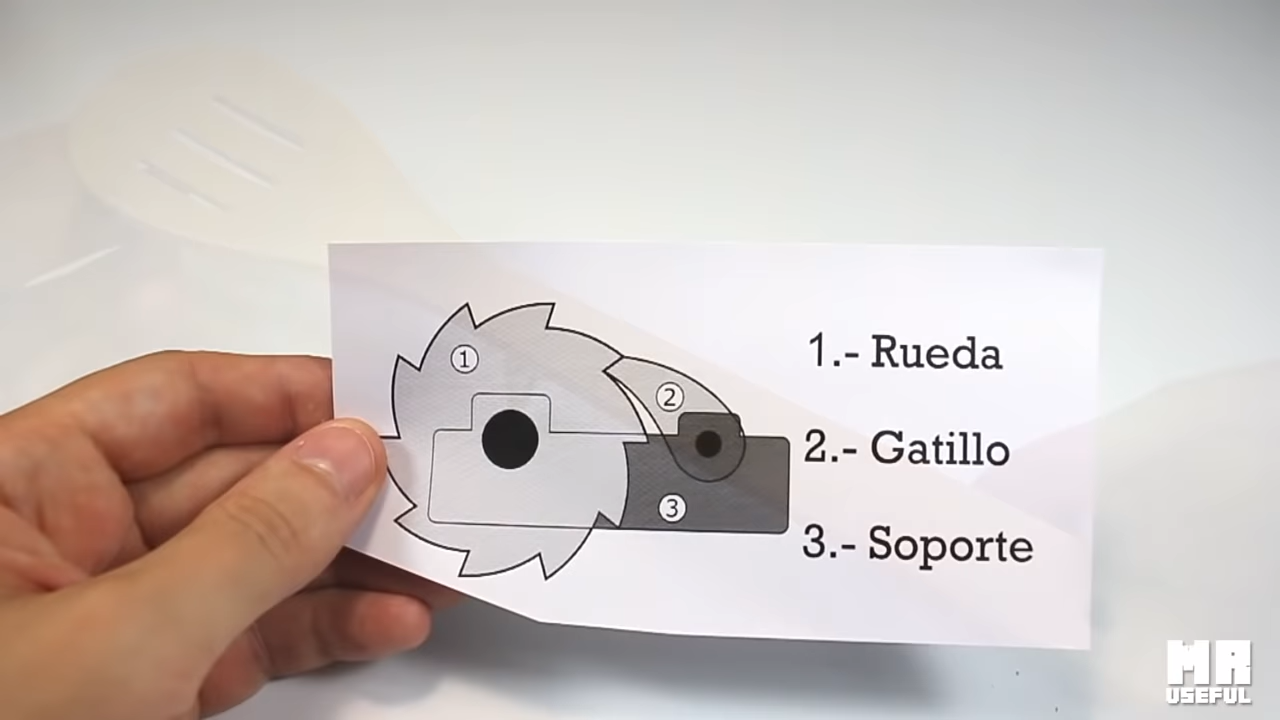 1
2
3
1.- Rueda
2.- Gatillo
3.- Soporte
MR
USEFUL